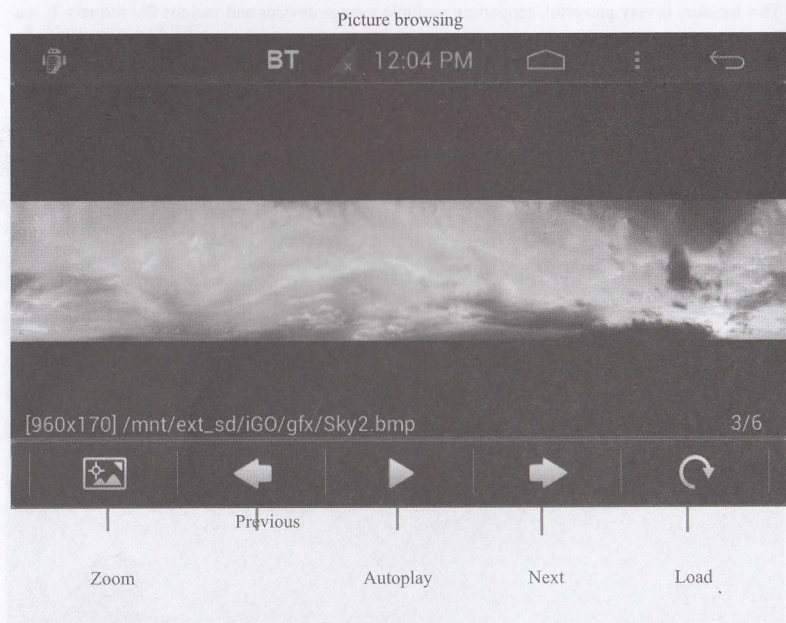 Picture browsing
BT 12:04 PM
[960x170] /mnt/ext_sd/iGO/gfx/Sky2.bmp 3/6
Previous
Zoom Autoplay Next Load